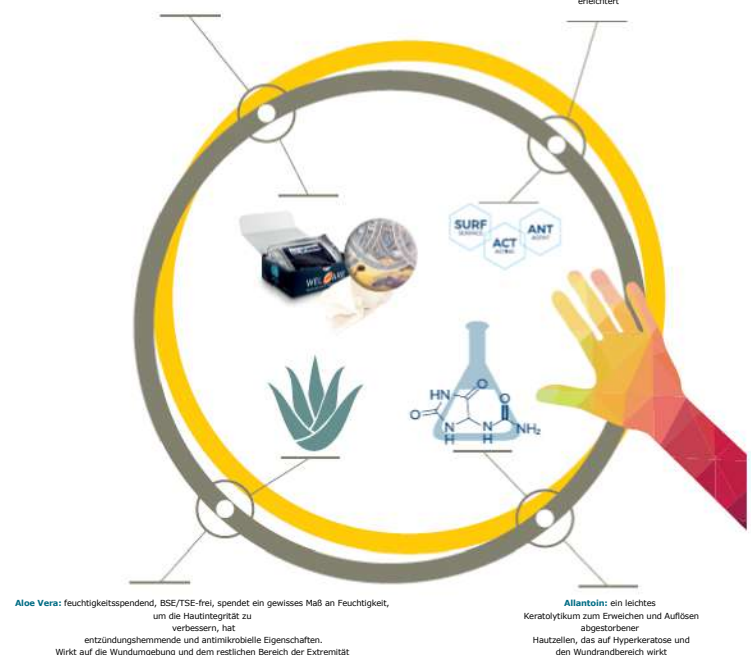 erleichtert
SURF
ACT
ANT
HN
O
O
O
N
H
N
H
NH₂
Aloe Vera: feuchtigkeitsspendend, BSE/TSE-frei, spendet ein gewisses Maß an Feuchtigkeit,
um die Hautintegrität zu
verbessern, hat
entzündungshemmende und antimikrobielle Eigenschaften.
Wirkt auf die Wundumgebung und dem restlichen Bereich der Extremität
Allantoin: ein leichtes
Keratolytikum zum Erweichen und Auflösen
abgestorbener
Hautzellen, das auf Hyperkeratose und
den Wundrandbereich wirkt